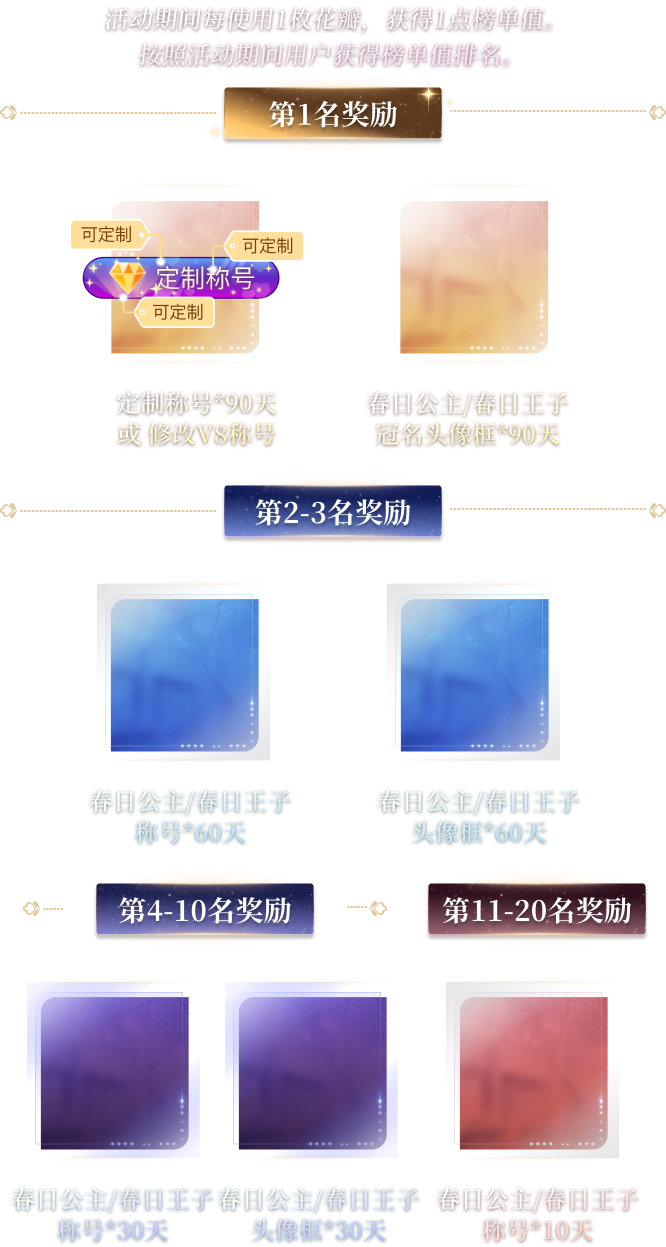 活动期间每使用1枚花瓣，获得1点榜单值。
按照活动期间用户获得榜单值排名。
第1名奖励
可定制
可定制
定制称号
可定制
定制称号*90天
或 修改V8称号
春日公主/春日王子
冠名头像框*90天
第2-3名奖励
春日公主/春日王子
称号*60天
春日公主/春日王子
头像框*60天
第4-10名奖励
第11-20名奖励
春日公主/春日王子
称号*30天
春日公主/春日王子
头像框*30天
春日公主/春日王子
称号*10天